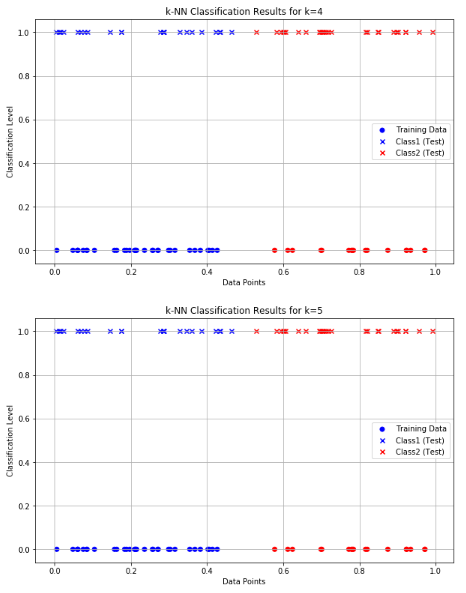 k-NN Classification Results for k=4
1.0
0.8
0.6
0.4
0.2
0.0
Classification Level
Training Data
Class1 (Test)
Class2 (Test)
0.0 0.2 0.4 0.6 0.8 1.0
Data Points
k-NN Classification Results for k=5
1.0
0.8
0.6
0.4
0.2
0.0
Classification Level
Training Data
Class1 (Test)
Class2 (Test)
0.0 0.2 0.4 0.6 0.8 1.0
Data Points